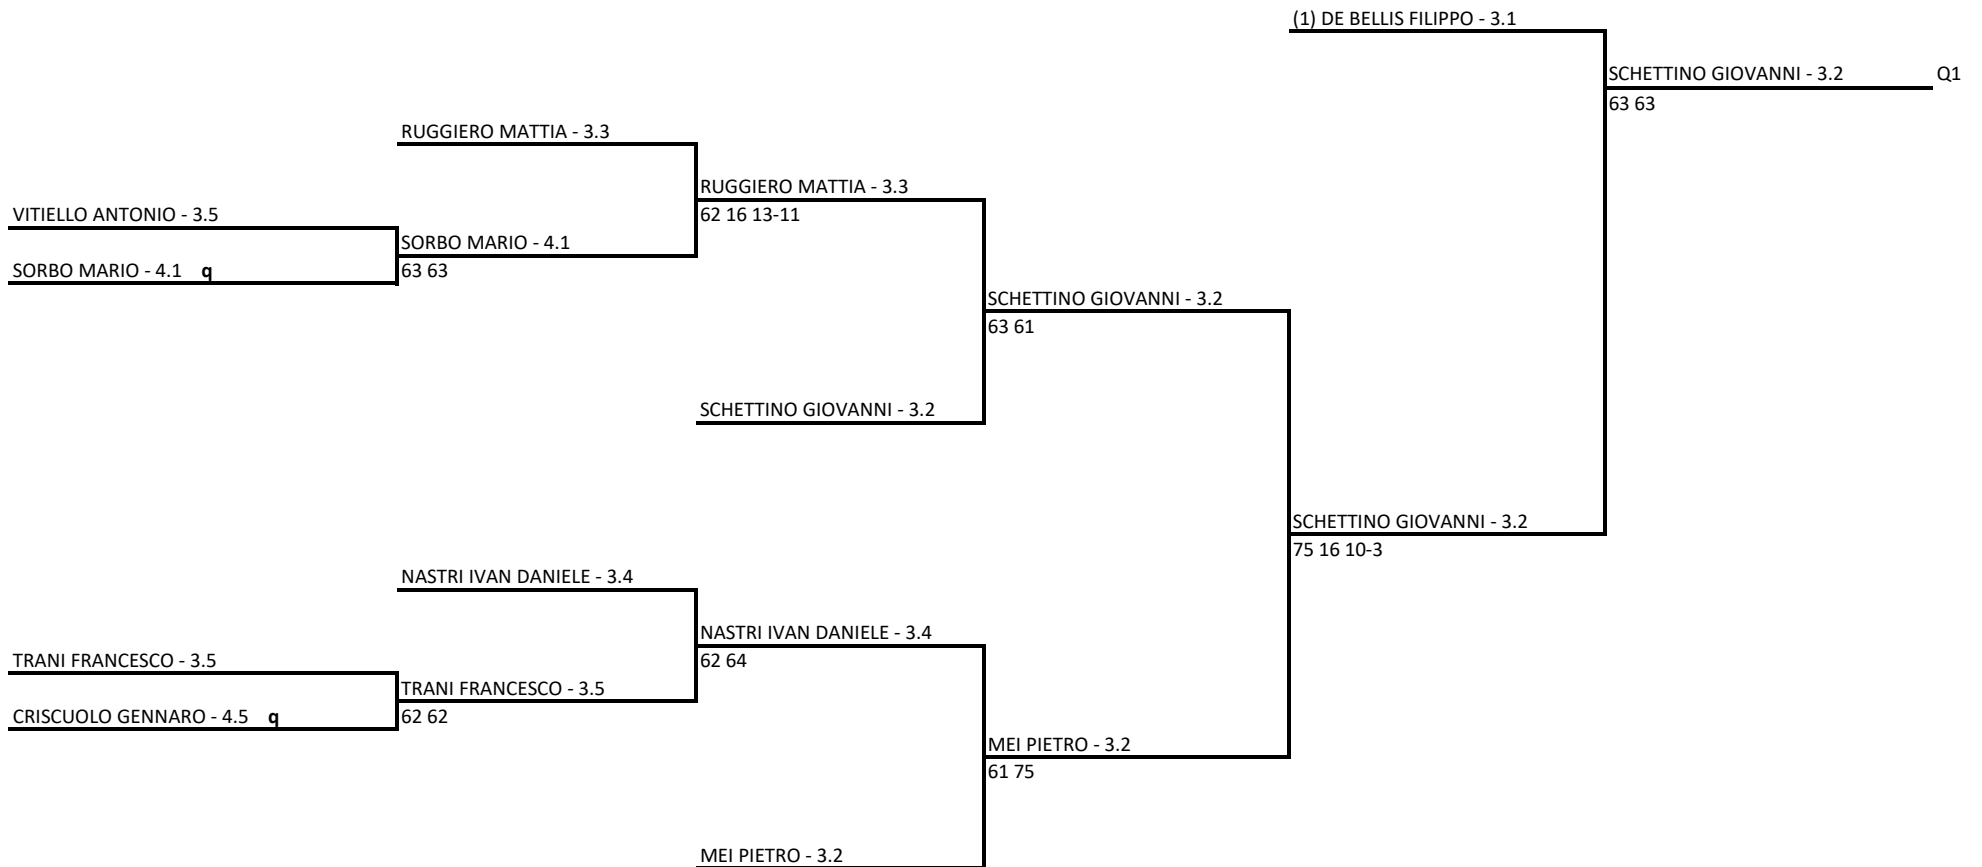 (1) DE BELLIS FILIPPO - 3.1
SCHETTINO GIOVANNI - 3.2 Q1
63 63
RUGGIERO MATTIA - 3.3
RUGGIERO MATTIA - 3.3
62 16 13-11
VITIELLO ANTONIO - 3.5
SORBO MARIO - 4.1
63 63
SORBO MARIO - 4.1 q
SCHETTINO GIOVANNI - 3.2
63 61
SCHETTINO GIOVANNI - 3.2
SCHETTINO GIOVANNI - 3.2
75 16 10-3
NASTRI IVAN DANIELE - 3.4
NASTRI IVAN DANIELE - 3.4
62 64
TRANI FRANCESCO - 3.5
TRANI FRANCESCO - 3.5
62 62
CRISCUOLO GENNARO - 4.5 q
MEI PIETRO - 3.2
61 75
MEI PIETRO - 3.2